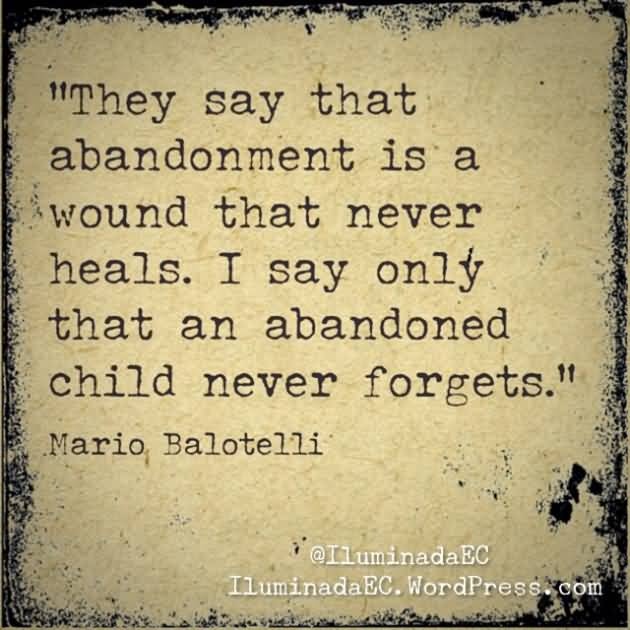 "They say that
abandonment is a
wound that never
heals. I say only
that an abandoned
child never forgets."
Mario Balotelli
@IluminadaEC
IluminadaEC.WordPress.com